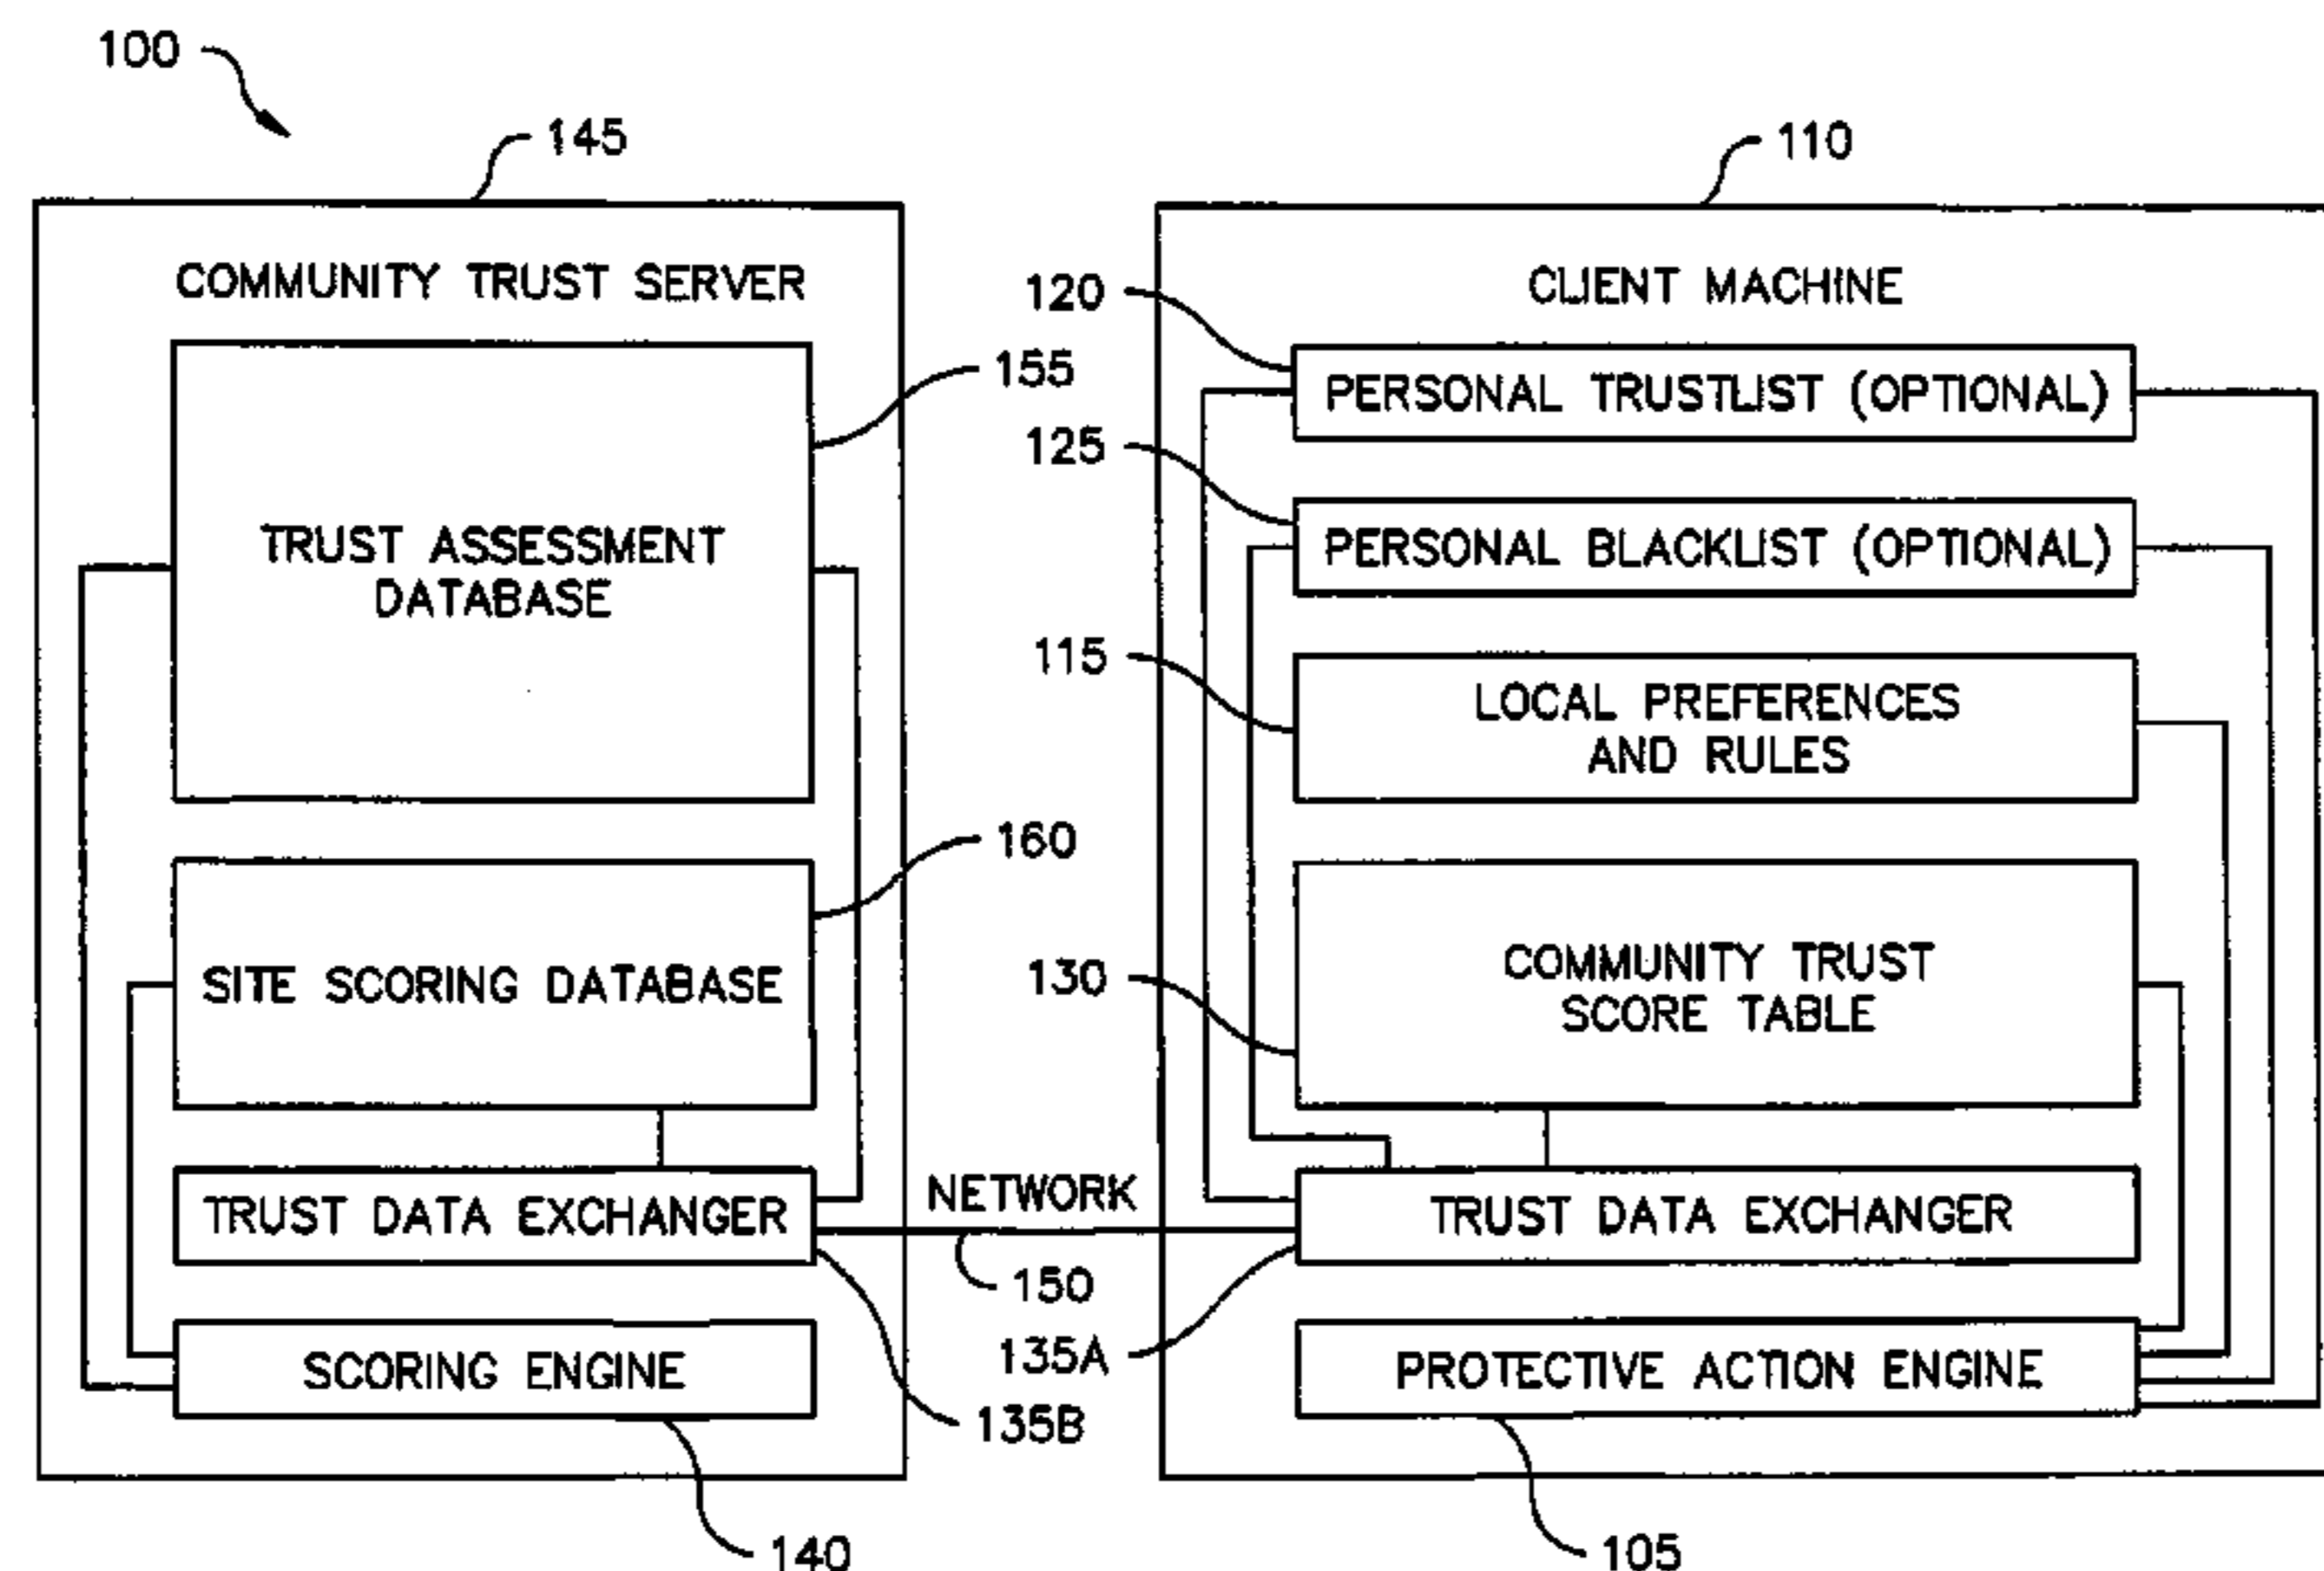 100
145
110
COMMUNITY TRUST SERVER
CLIENT MACHINE
120
PERSONAL TRUSTLIST (OPTIONAL)
155
125
PERSONAL BLACKLIST (OPTIONAL)
TRUST ASSESSMENT
DATABASE
115
LOCAL PREFERENCES
AND RULES
160
SITE SCORING DATABASE
130
COMMUNITY TRUST
SCORE TABLE
TRUST DATA EXCHANGER
NETWORK
150
TRUST DATA EXCHANGER
135A
SCORING ENGINE
135B
PROTECTIVE ACTION ENGINE
140
105